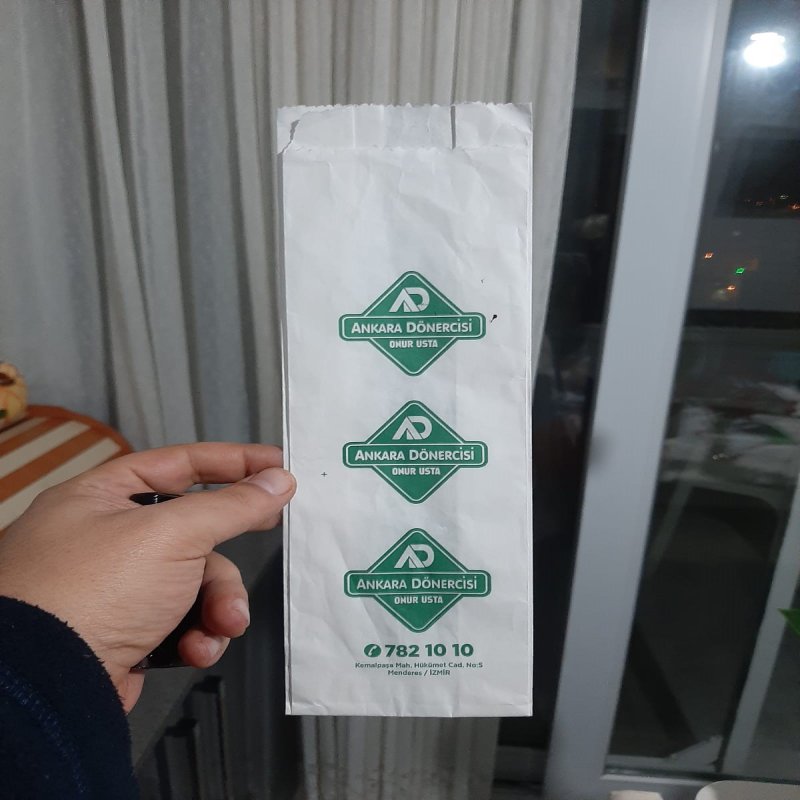 AD
ANKARA DÖNERCİSİ
ONUR USTA
AD
ANKARA DÖNERCİSİ
ONUR USTA
AD
ANKARA DÖNERCİSİ
ONUR USTA
782 10 10
Kemalpaşa Mah. Hükümet Cad. No:5
Menderes / İZMİR